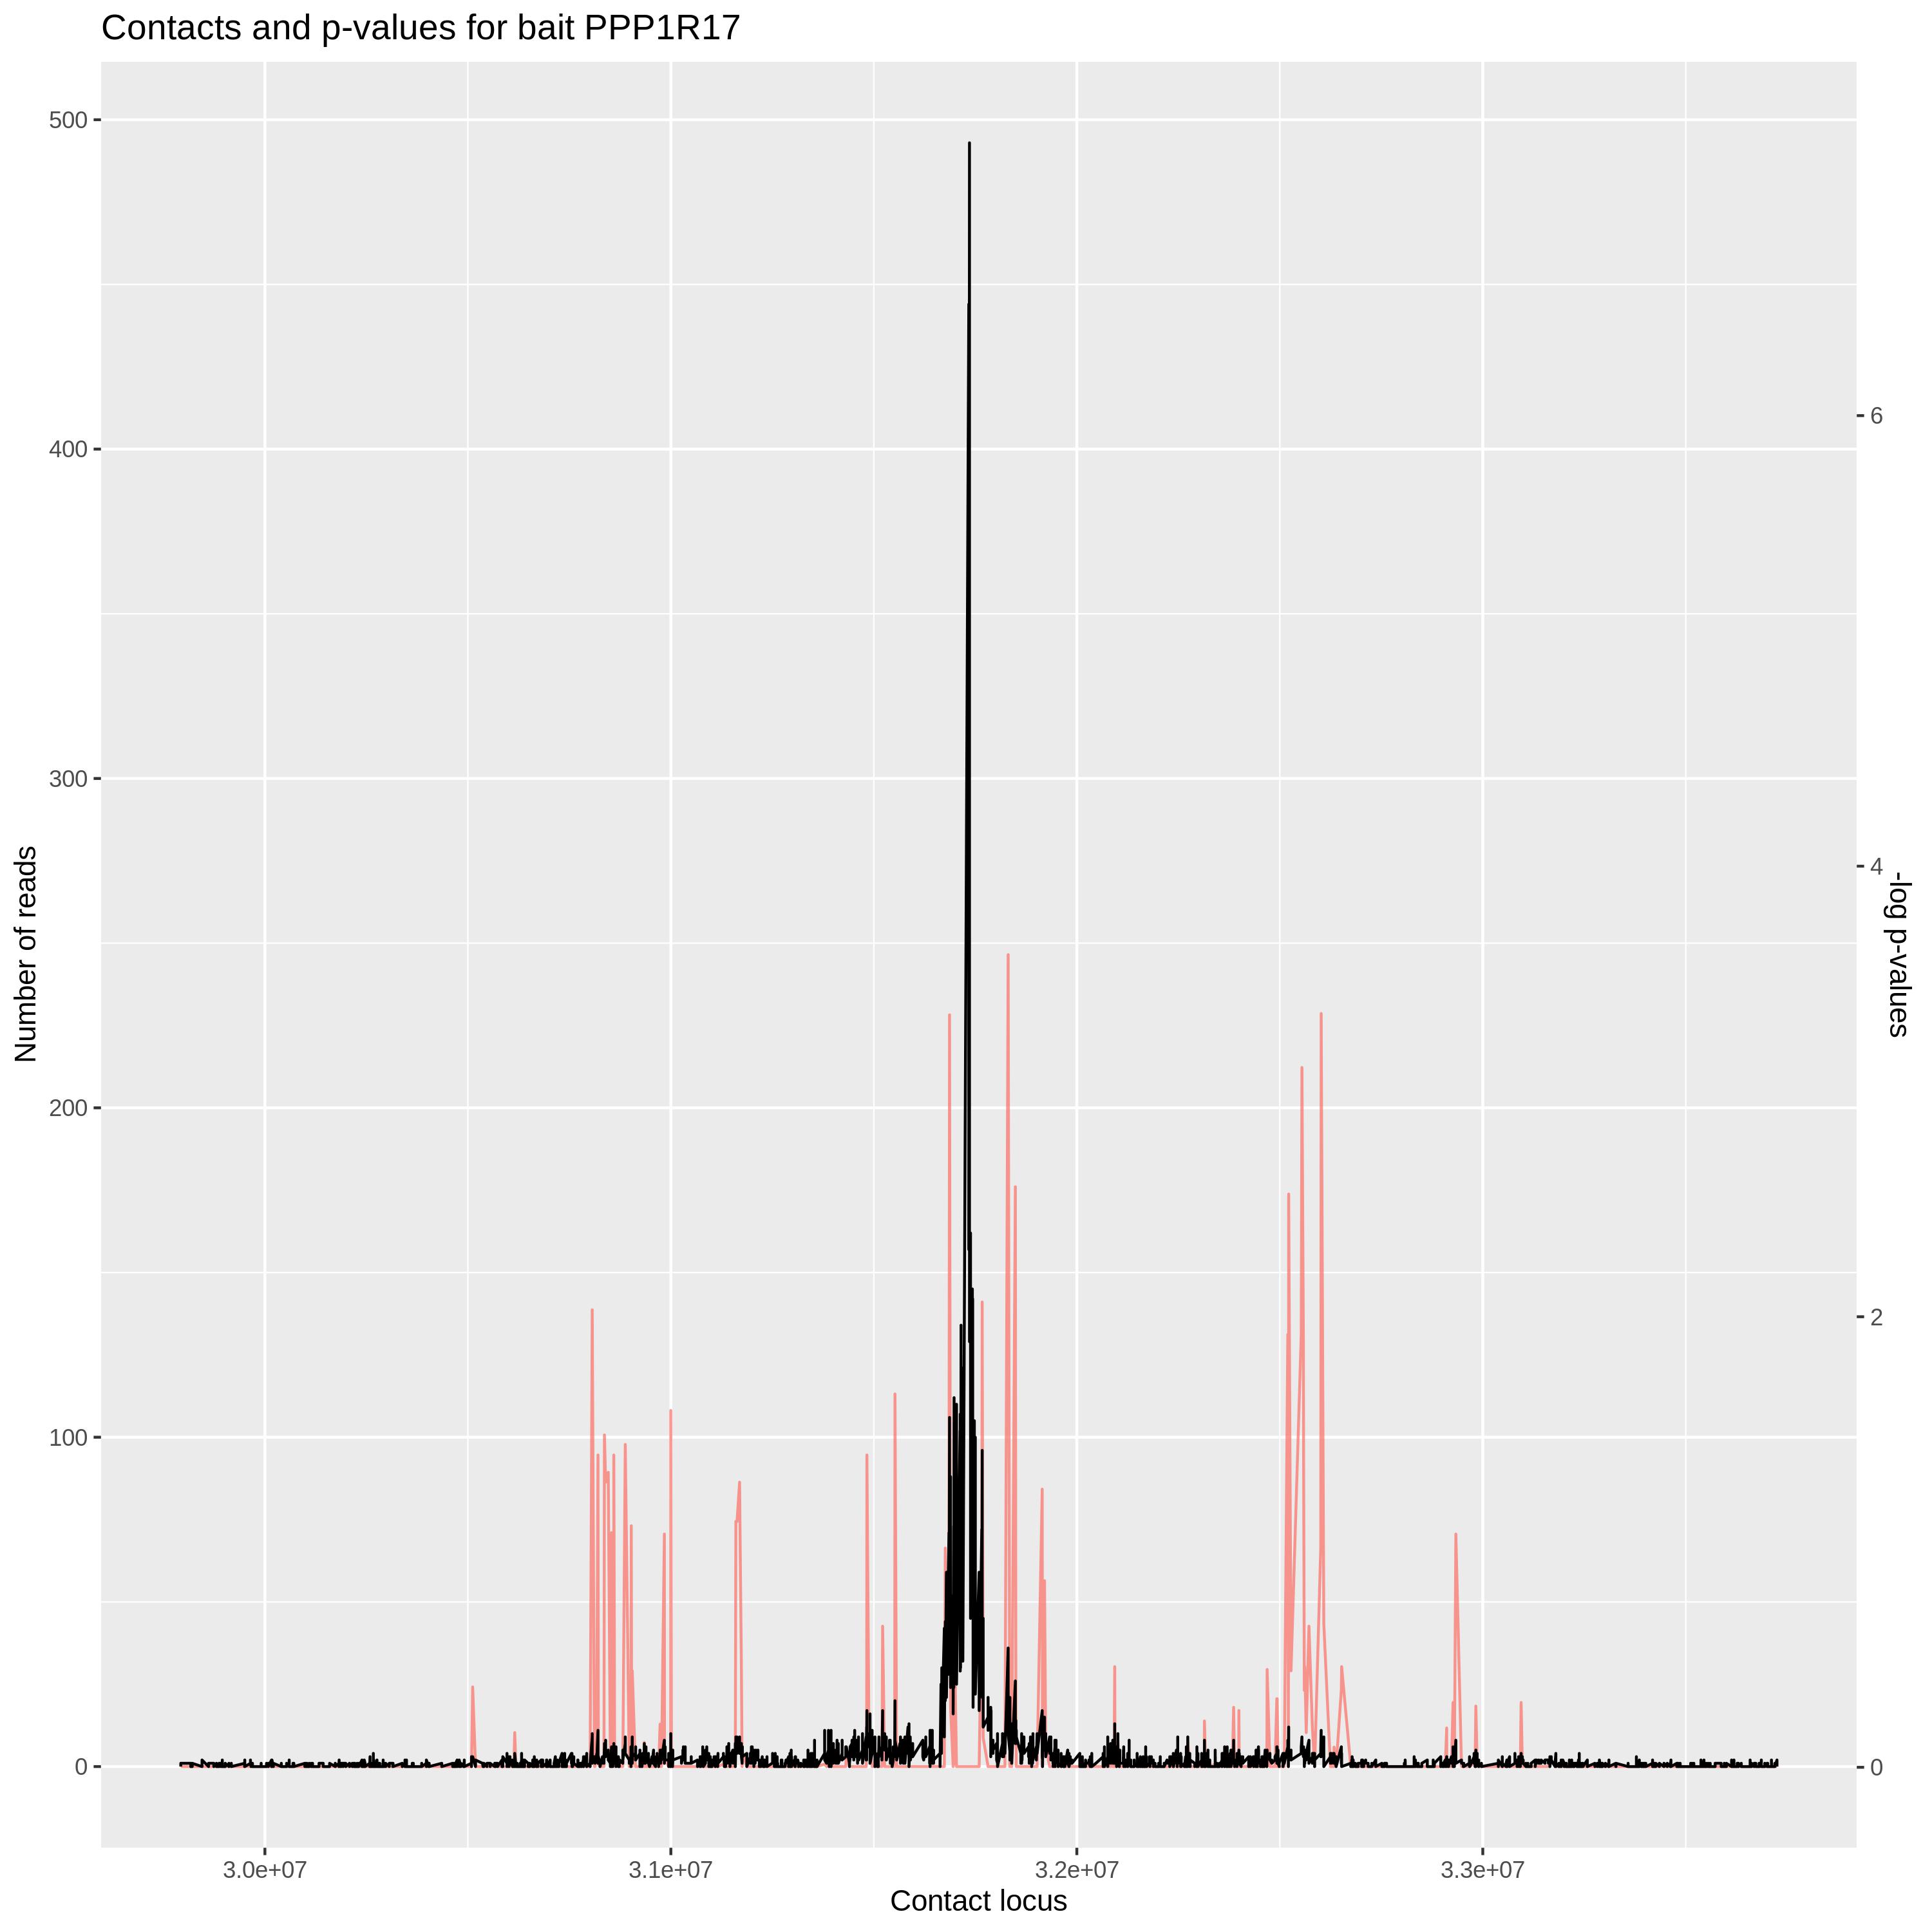 Contacts and p-values for bait PPP1R17
500
400
300
200
100
0
Number of reads
6
4
2
0
-log p-values
3.0e+07
3.1e+07
3.2e+07
3.3e+07
Contact locus